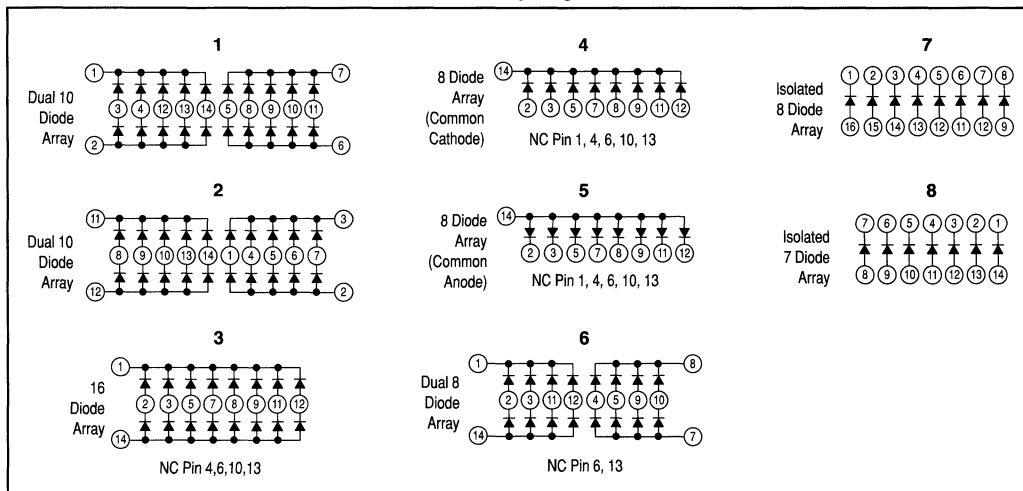 1
Dual 10
Diode
Array
1 7
3 4 12 13 14 5 8 9 10 11
2 6
2
Dual 10
Diode
Array
11 3
8 9 10 13 14 1 4 5 6 7
12 2
3
16
Diode
Array
1
2 3 5 7 8 9 11 12
14
NC Pin 4,6,10,13
4
8 Diode
Array
(Common
Cathode)
14
2 3 5 7 8 9 11 12
NC Pin 1, 4, 6, 10, 13
5
8 Diode
Array
(Common
Anode)
14
2 3 5 7 8 9 11 12
NC Pin 1, 4, 6, 10, 13
6
Dual 8
Diode
Array
1 8
2 3 11 12 4 5 9 10
14 7
NC Pin 6, 13
7
Isolated
8 Diode
Array
1 2 3 4 5 6 7 8
16 15 14 13 12 11 12 9
8
Isolated
7 Diode
Array
7 6 5 4 3 2 1
8 9 10 11 12 13 14